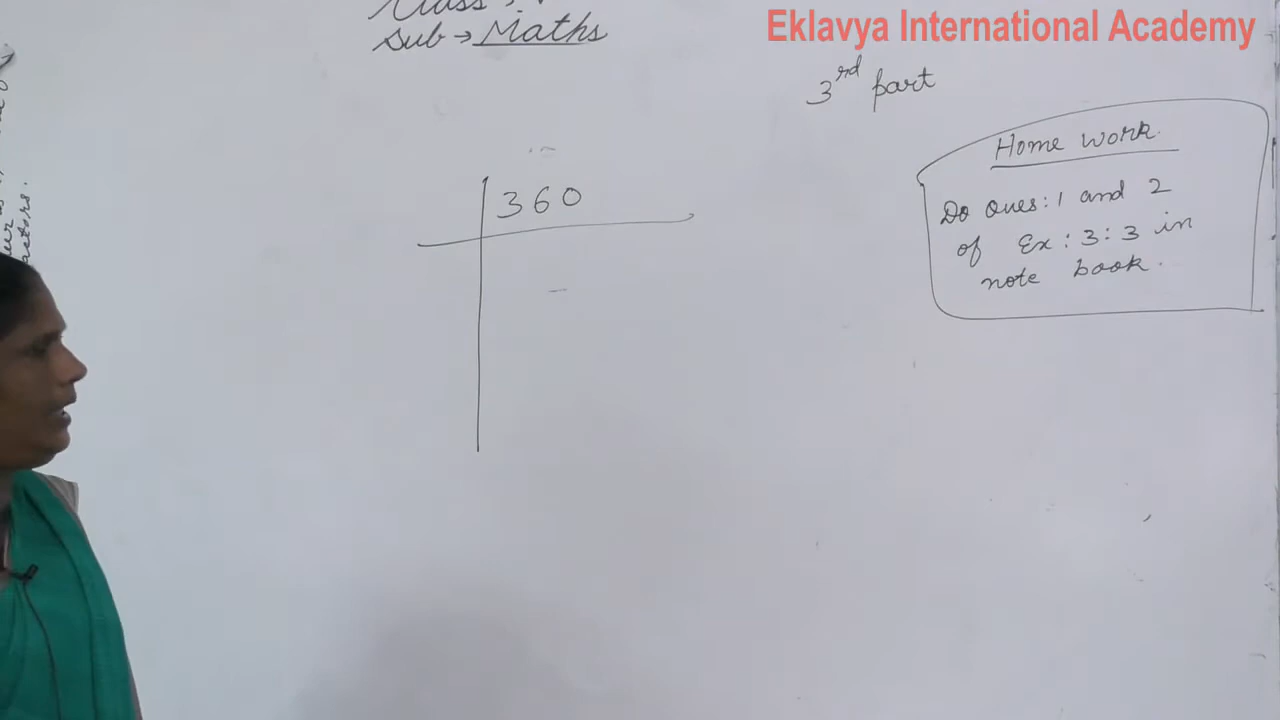 Class :
Sub → Maths
Eklavya International Academy
3rd part
360
Home work.
Do Ques : 1 and 2
of Ex : 3 : 3 in
note book.